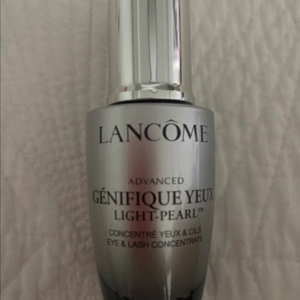 LANCÔME
ADVANCED
GÉNIFIQUE YEUX
LIGHT-PEARL™
CONCENTRÉ YEUX & CILS
EYE & LASH CONCENTRATE